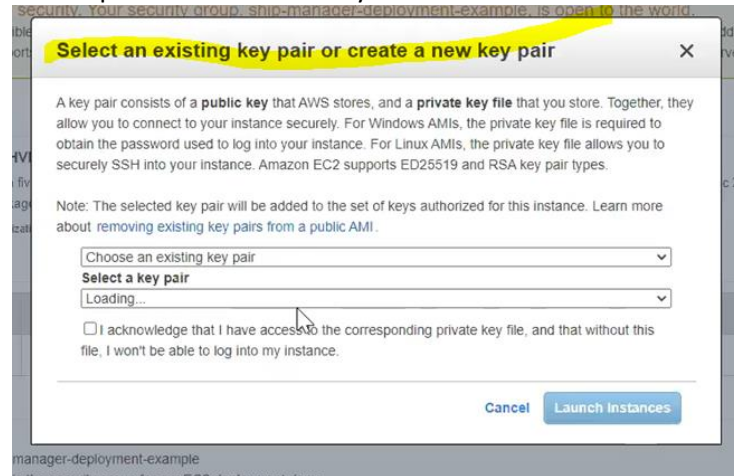 security. Your security group, ship-manager-deployment-example, is open to the world.
Select an existing key pair or create a new key pair
A key pair consists of a public key that AWS stores, and a private key file that you store. Together, they
allow you to connect to your instance securely. For Windows AMIs, the private key file is required to
obtain the password used to log into your instance. For Linux AMIs, the private key file allows you to
securely SSH into your instance. Amazon EC2 supports ED25519 and RSA key pair types.
Note: The selected key pair will be added to the set of keys authorized for this instance. Learn more
about removing existing key pairs from a public AMI.
Choose an existing key pair
Select a key pair
Loading...
I acknowledge that I have access to the corresponding private key file, and that without this
file, I won't be able to log into my instance.
Cancel Launch Instances
manager-deployment-example